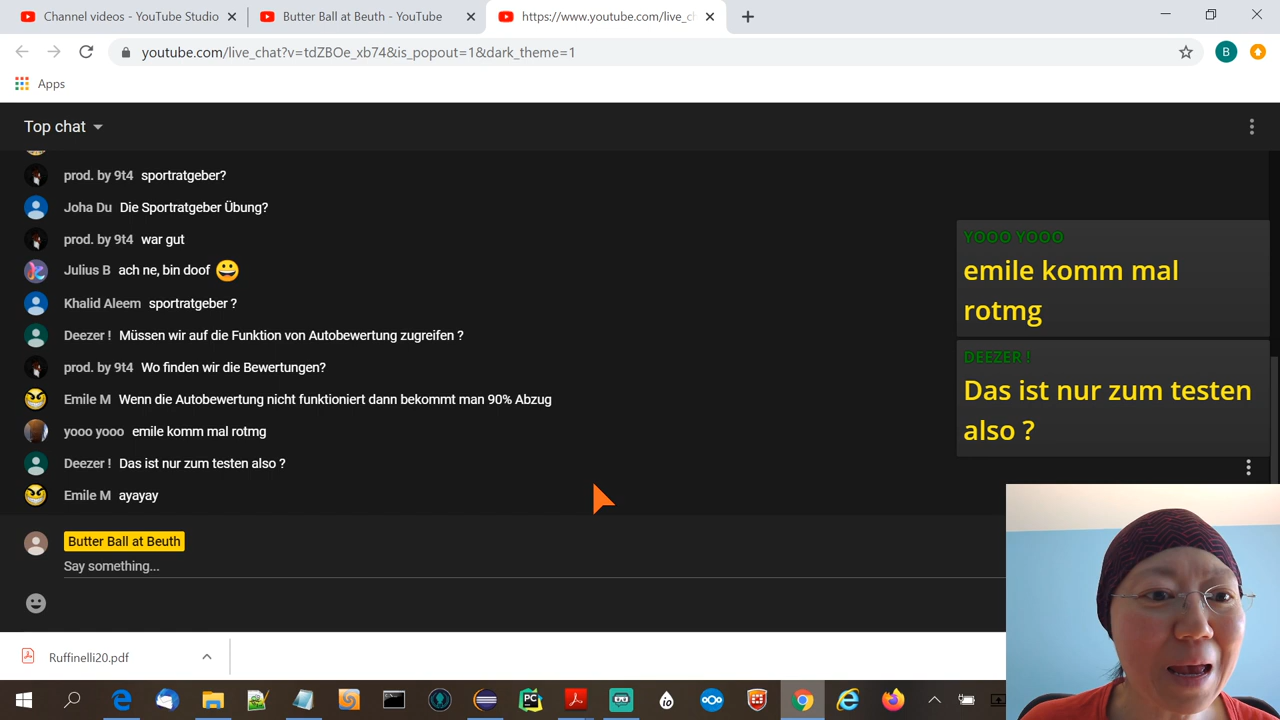 Channel videos - YouTube Studio
Butter Ball at Beuth - YouTube
https://www.youtube.com/live_c
youtube.com/live_chat?v=tdZBOe_xb74&is_popout=1&dark_theme=1
B
Apps
Top chat
prod. by 9t4 sportratgeber?
Joha Du Die Sportratgeber Übung?
prod. by 9t4 war gut
Julius B ach ne, bin doof 😀
Khalid Aleem sportratgeber ?
Deezer ! Müssen wir auf die Funktion von Autobewertung zugreifen ?
prod. by 9t4 Wo finden wir die Bewertungen?
Emile M Wenn die Autobewertung nicht funktioniert dann bekommt man 90% Abzug
yooo yooo emile komm mal rotmg
Deezer ! Das ist nur zum testen also ?
Emile M ayayay
YOOO YOOO
emile komm mal
rotmg
DEEZER !
Das ist nur zum testen
also ?
Butter Ball at Beuth
Say something...
Ruffinelli20.pdf
PC
io